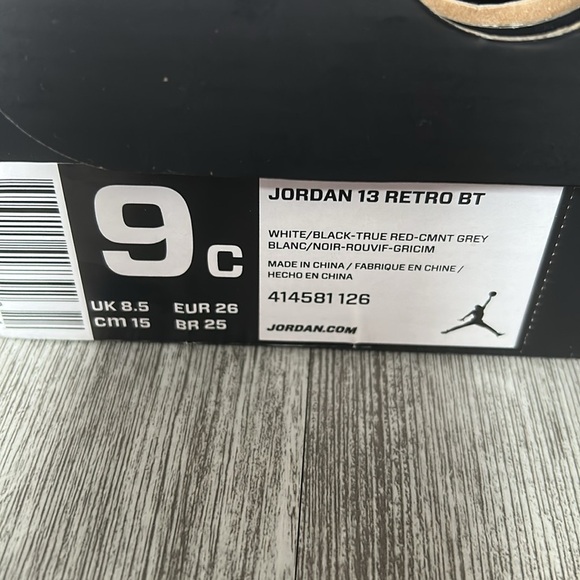 9C
UK 8.5 EUR 26
cm 15 BR 25
JORDAN 13 RETRO BT
WHITE/BLACK-TRUE RED-CMNT GREY
BLANC/NOIR-ROUVIF-GRICIM
MADE IN CHINA / FABRIQUE EN CHINE /
HECHO EN CHINA
414581 126
JORDAN.COM